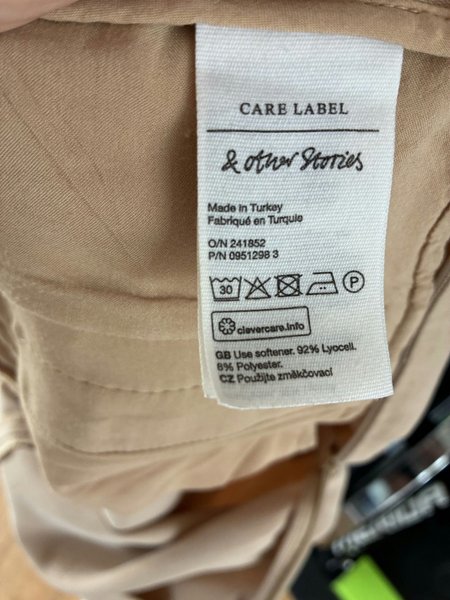 CARE LABEL
& Other Stories
Made in Turkey
Fabriqué en Turquie
O/N 241852
P/N 0951298 3
30 P
clevercare.info
GB Use softener. 92% Lyocell.
8% Polyester.
CZ Použijte změkčovací